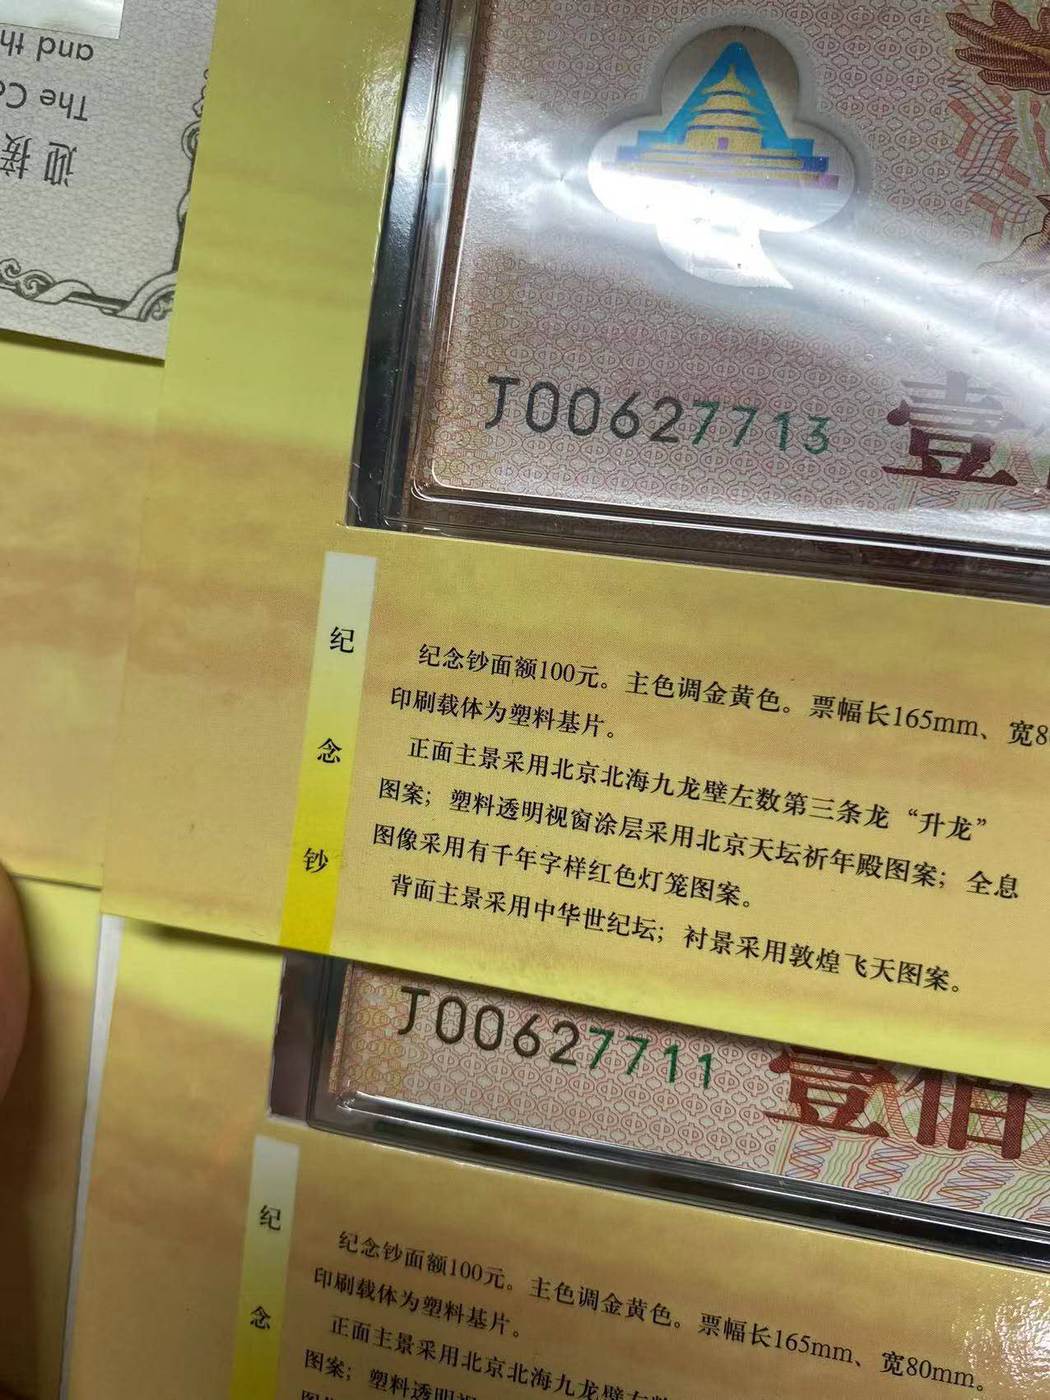 and th
The Co
迎接
J00627713
壹
纪念钞
纪念钞面额100元。主色调金黄色。票幅长165mm、宽8
印刷载体为塑料基片。
正面主景采用北京北海九龙壁左数第三条龙“升龙”
图案；塑料透明视窗涂层采用北京天坛祈年殿图案；全息
图像采用有千年字样红色灯笼图案。
背面主景采用中华世纪坛；衬景采用敦煌飞天图案。
J00627711
壹佰
纪念
纪念钞面额100元。主色调金黄色。票幅长165mm、宽80mm。
印刷载体为塑料基片。
正面主景采用北京北海九龙壁左数
图案；塑料透明视